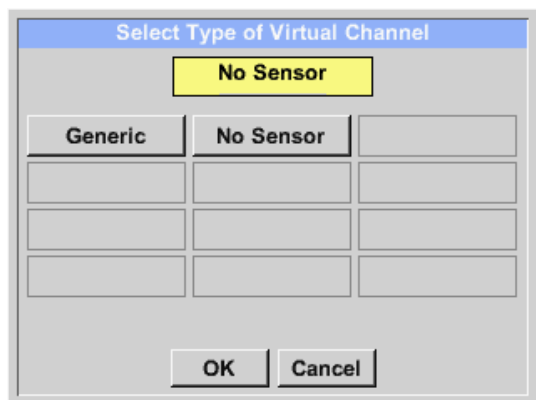 Select Type of Virtual Channel
No Sensor
Generic No Sensor
OK Cancel